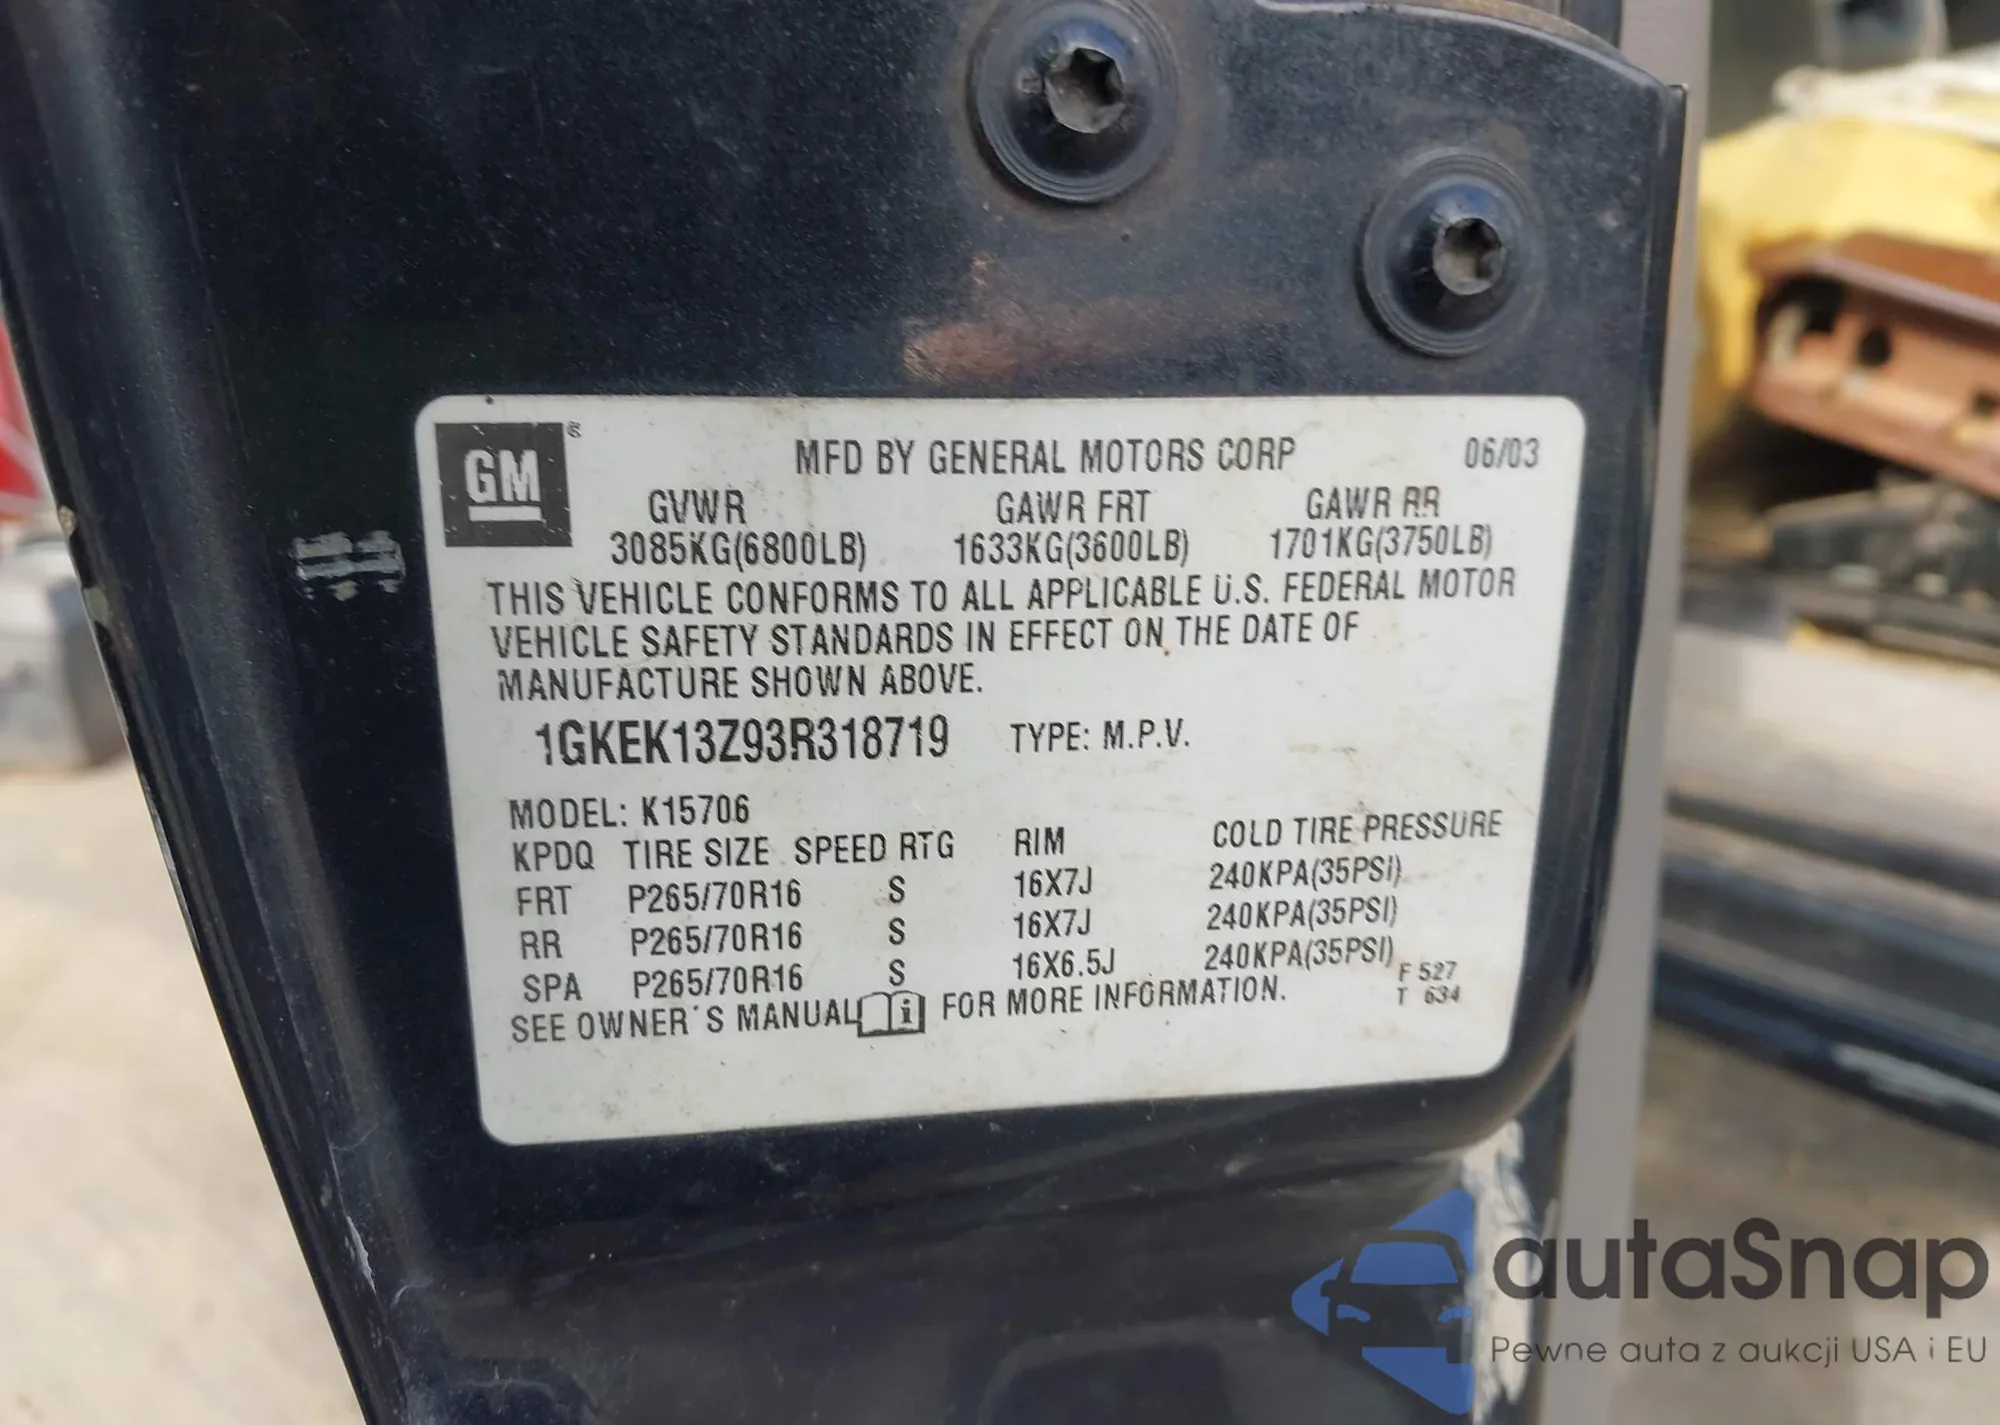 GM
MFD BY GENERAL MOTORS CORP 06/03
GVWR GAWR FRT GAWR RR
3085KG(6800LB) 1633KG(3600LB) 1701KG(3750LB)
THIS VEHICLE CONFORMS TO ALL APPLICABLE U.S. FEDERAL MOTOR
VEHICLE SAFETY STANDARDS IN EFFECT ON THE DATE OF
MANUFACTURE SHOWN ABOVE.
1GKEK13Z93R318719 TYPE: M.P.V.
MODEL: K15706
KPDQ TIRE SIZE SPEED RTG RIM COLD TIRE PRESSURE
FRT P265/70R16 S 16X7J 240KPA(35PSI)
RR P265/70R16 S 16X7J 240KPA(35PSI)
SPA P265/70R16 S 16X6.5J 240KPA(35PSI)
SEE OWNER'S MANUAL i FOR MORE INFORMATION.
F 527
T 634
autaSnap
Pewne auta z aukcji USA i EU